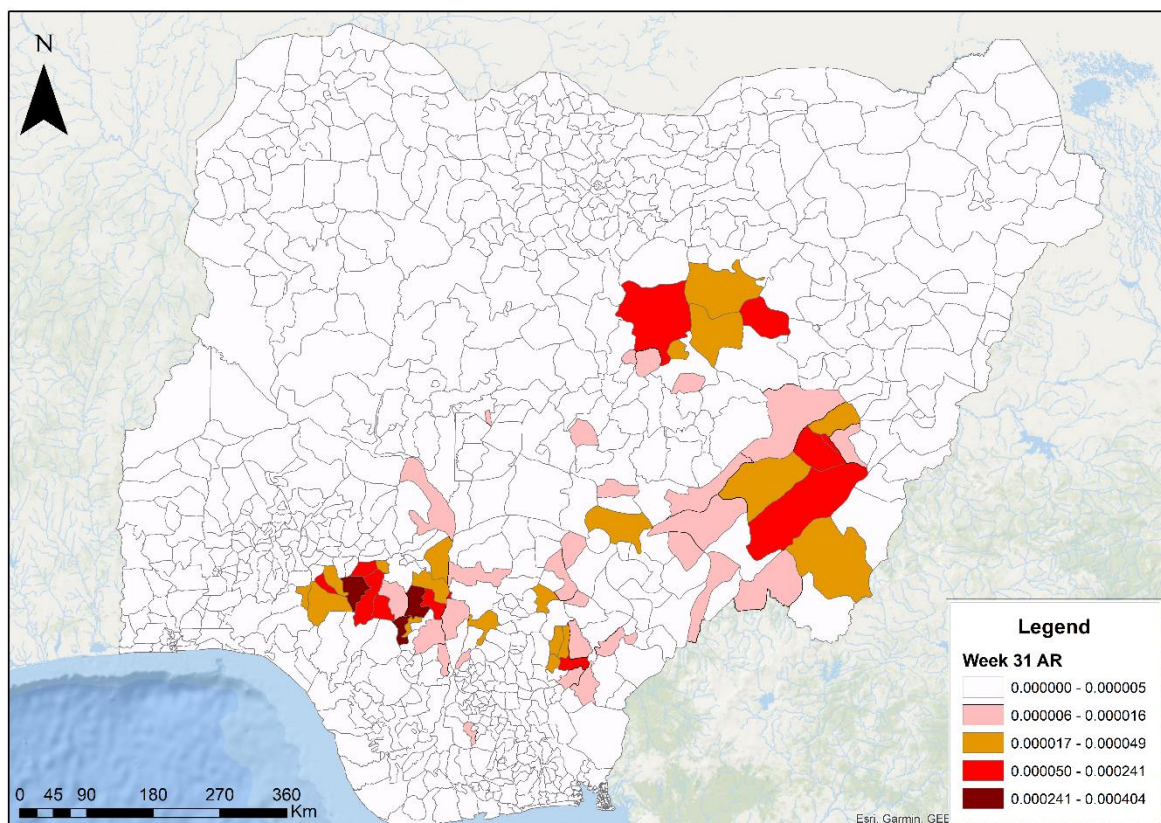 N
Legend
Week 31 AR
0.000000 - 0.000005
0.000006 - 0.000016
0.000017 - 0.000049
0.000050 - 0.000241
0.000241 - 0.000404
0 45 90 180 270 360
Km
Esri, Garmin, GEB